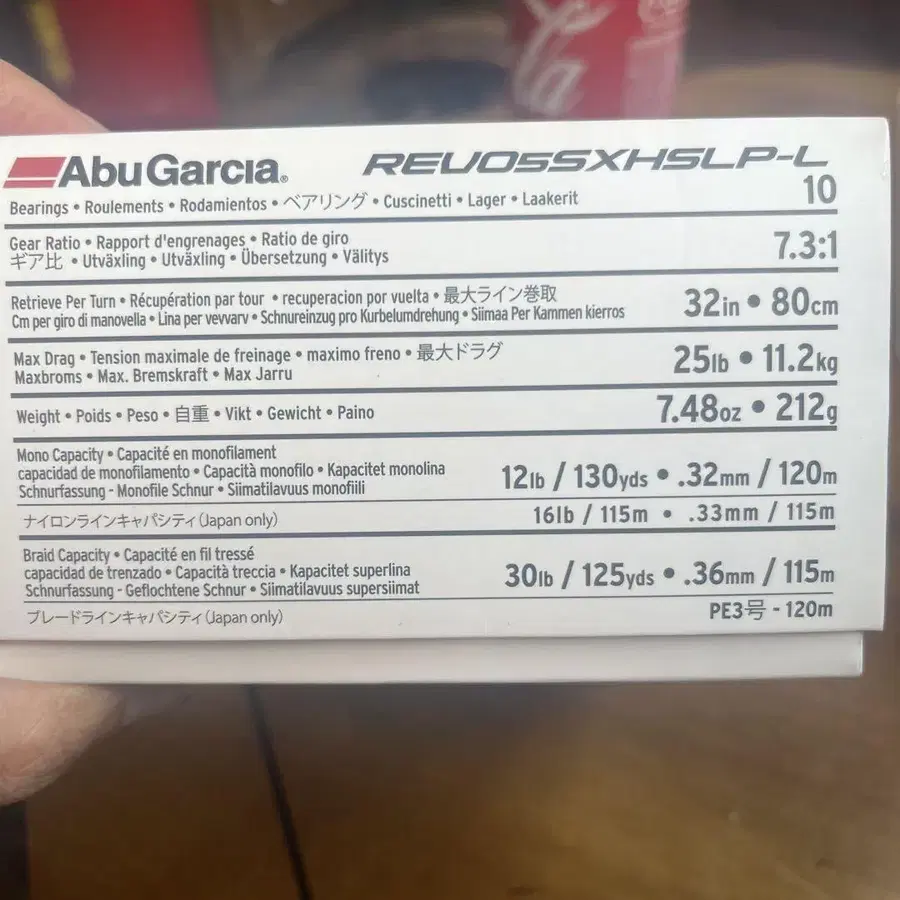 AbuGarcia®
REVO5SSXHSLP-L
Bearings • Roulements • Rodamientos • ベアリング • Cuscinetti • Lager • Laakerit
10
Gear Ratio • Rapport d'engrenages • Ratio de giro
ギア比 • Utväxling • Utväxling • Übersetzung • Välitys
7.3:1
Retrieve Per Turn • Récupération par tour • recuperacion por vuelta • 最大ライン巻取
Cm per giro di manovella • Lina per vevvarv • Schnureinzug pro Kurbelumdrehung • Siimaa Per Kammen kierros
32in • 80cm
Max Drag • Tension maximale de freinage • maximo freno • 最大ドラグ
Maxbroms • Max. Bremskraft • Max Jarru
25lb • 11.2kg
Weight • Poids • Peso • 自重 • Vikt • Gewicht • Paino
7.48oz • 212g
Mono Capacity • Capacité en monofilament
capacidad de monofilamento • Capacità monofilo • Kapacitet monolina
Schnurfassung - Monofile Schnur • Siimatilavuus monofiili
12lb / 130yds • .32mm / 120m
ナイロンラインキャパシティ(Japan only)
16lb / 115m • .33mm / 115m
Braid Capacity • Capacité en fil tressé
capacidad de trenzado • Capacità treccia • Kapacitet superlina
Schnurfassung - Geflochtene Schnur • Siimatilavuus supersiimat
30lb / 125yds • .36mm / 115m
ブレードラインキャパシティ(Japan only)
PE3号 - 120m